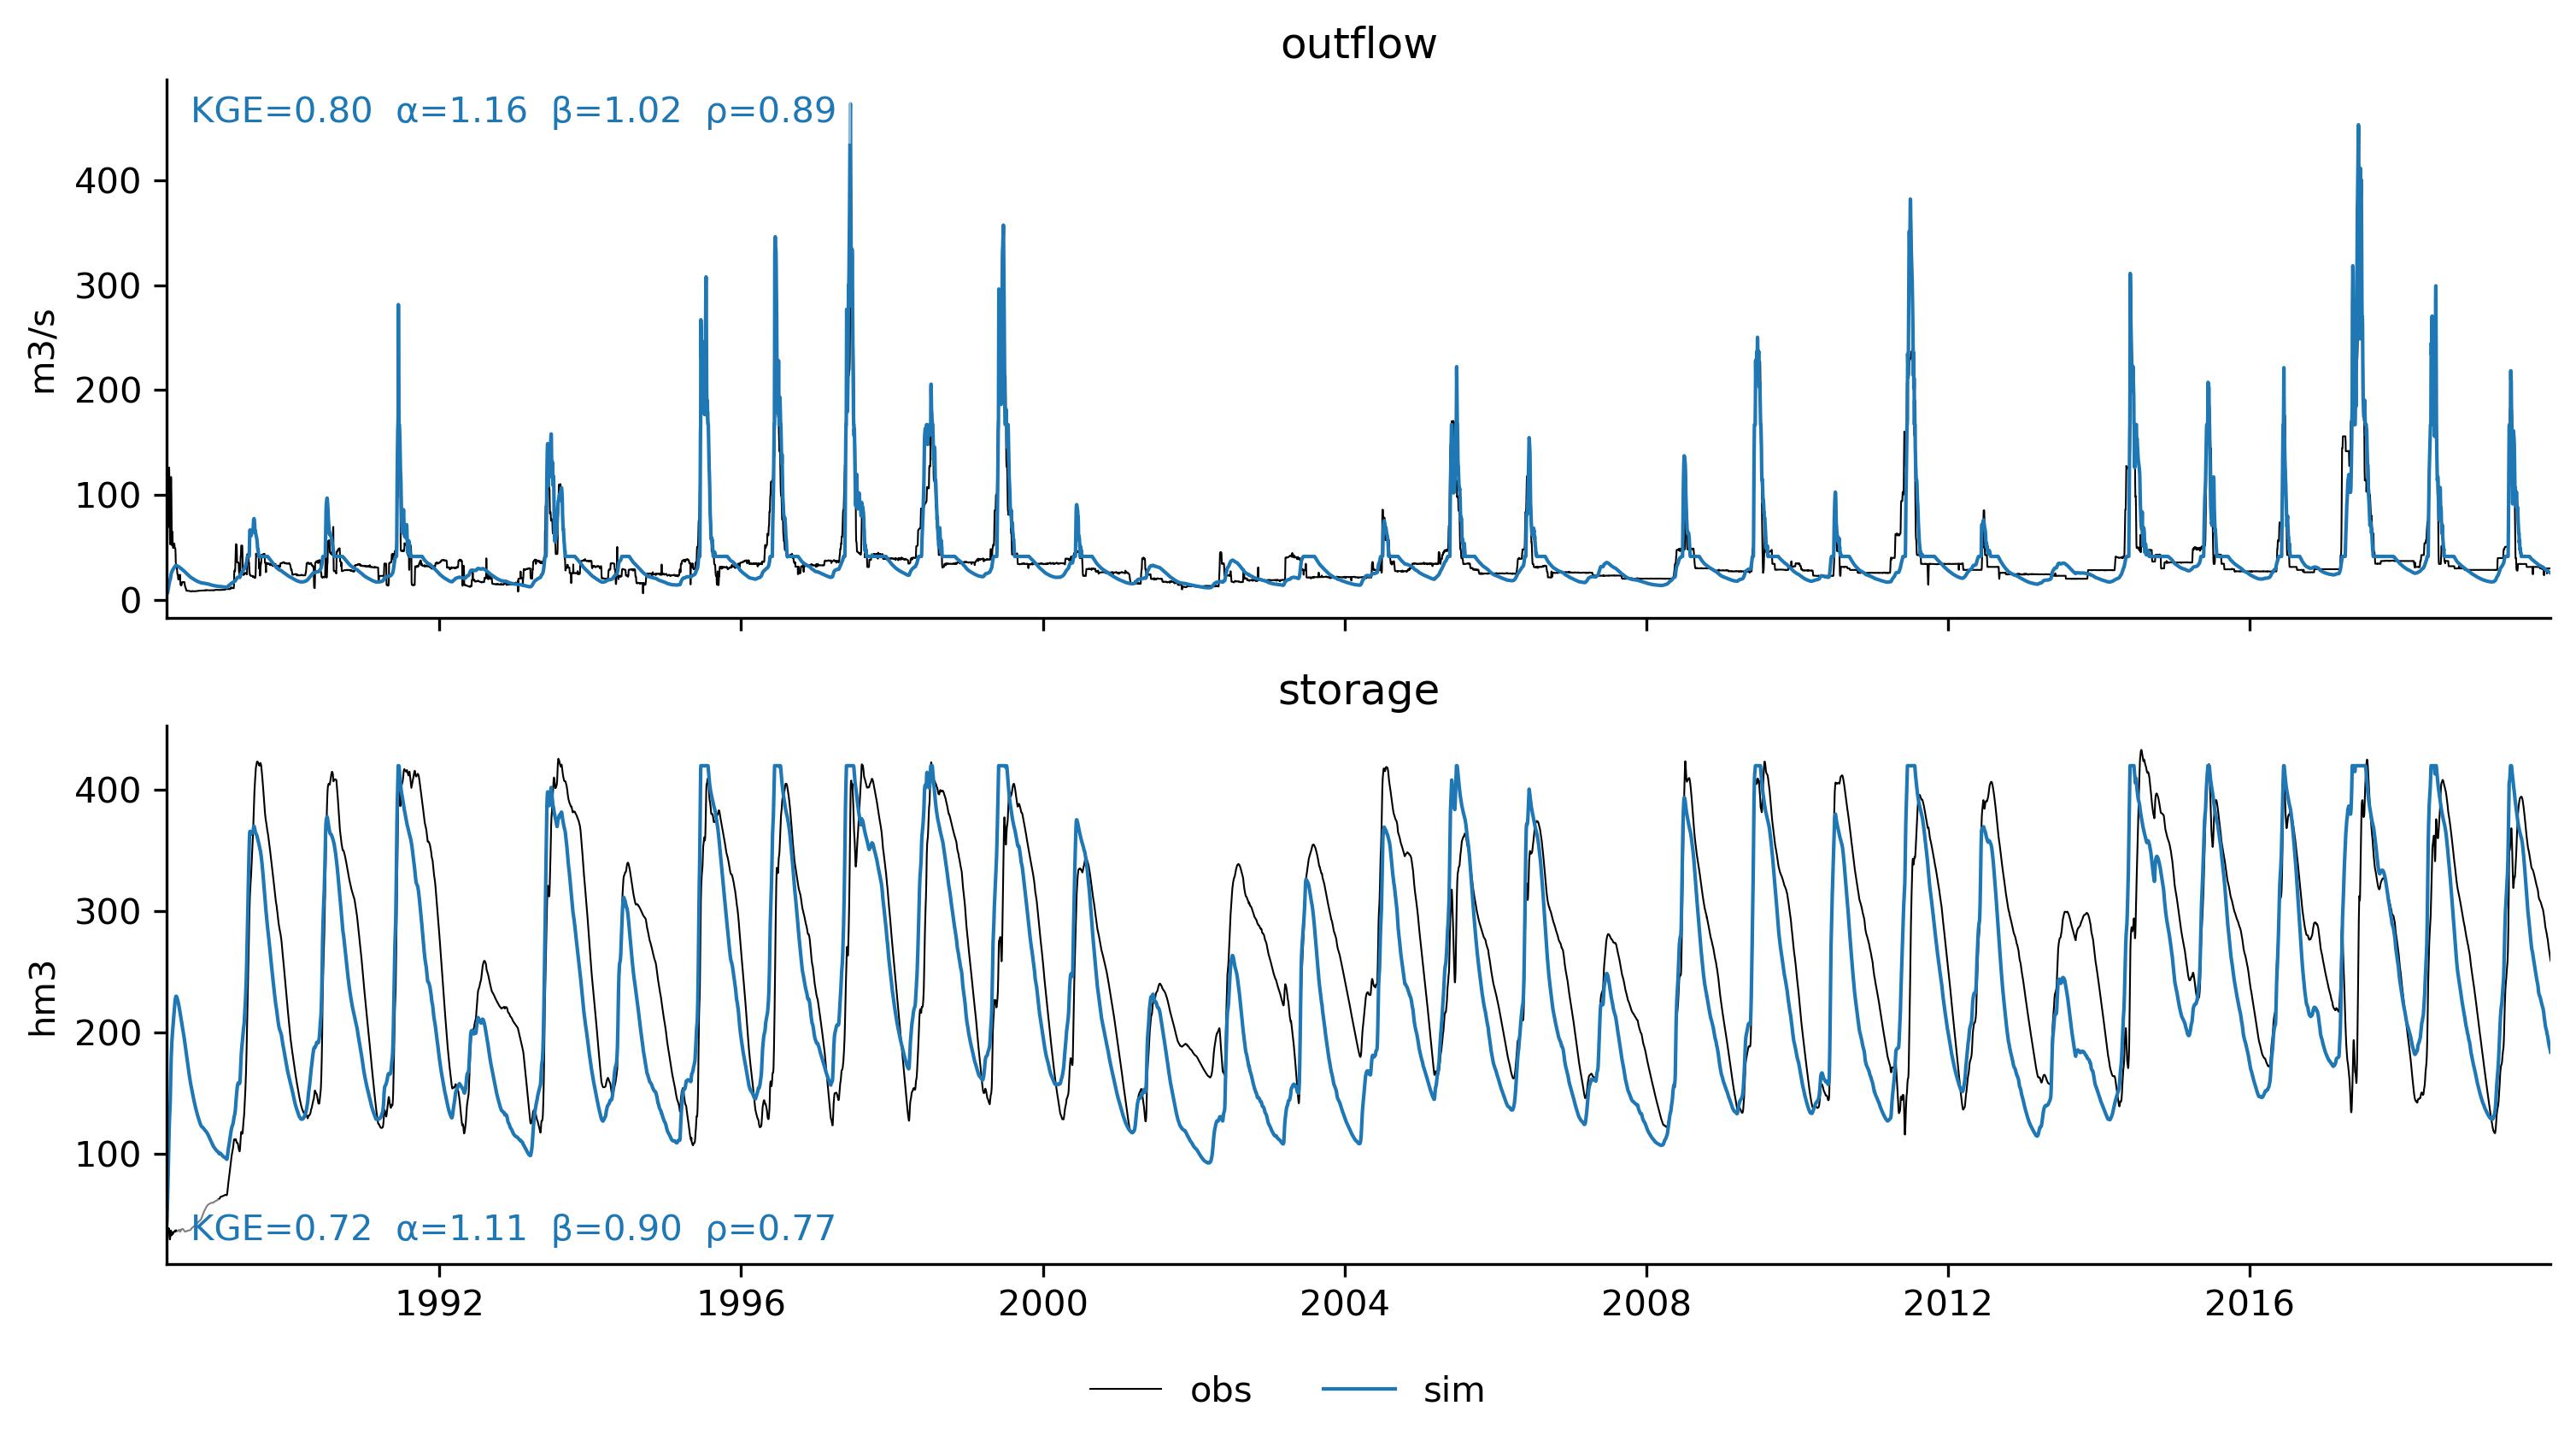 outflow
KGE=0.80 α=1.16 β=1.02 ρ=0.89
400
300
200
100
0
m3/s
storage
400
300
200
100
hm3
KGE=0.72 α=1.11 β=0.90 ρ=0.77
1992 1996 2000 2004 2008 2012 2016
obs sim